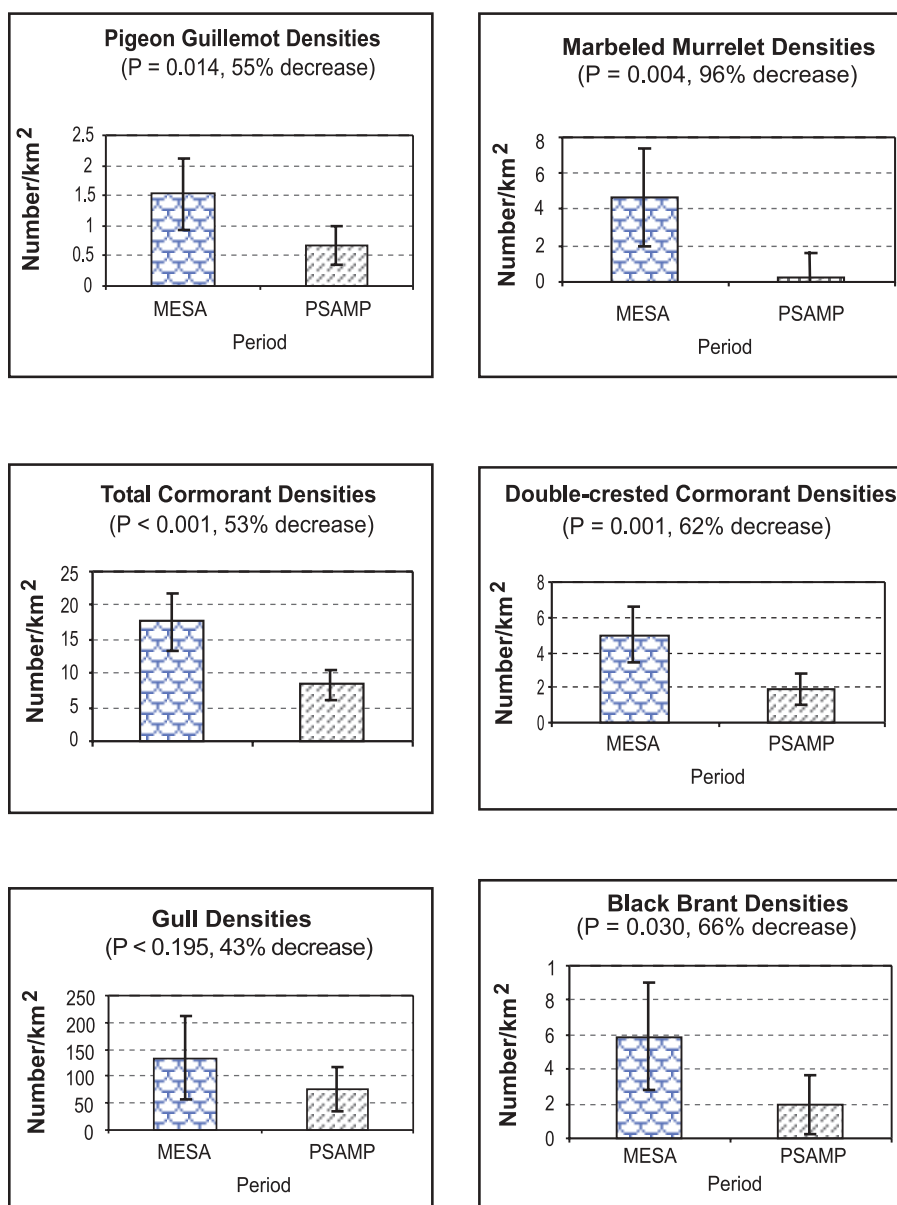 Pigeon Guillemot Densities
(P = 0.014, 55% decrease)
Number/km2
2.5
2
1.5
1
0.5
0
MESA PSAMP
Period
Marbeled Murrelet Densities
(P = 0.004, 96% decrease)
Number/km2
8
6
4
2
0
MESA PSAMP
Period
Total Cormorant Densities
(P < 0.001, 53% decrease)
Number/km2
25
20
15
10
5
0
Double-crested Cormorant Densities
(P = 0.001, 62% decrease)
Number/km2
8
6
4
2
0
MESA PSAMP
Period
Gull Densities
(P < 0.195, 43% decrease)
Number/km2
250
200
150
100
50
0
MESA PSAMP
Period
Black Brant Densities
(P = 0.030, 66% decrease)
Number/km2
1
8
6
4
2
0
MESA PSAMP
Period